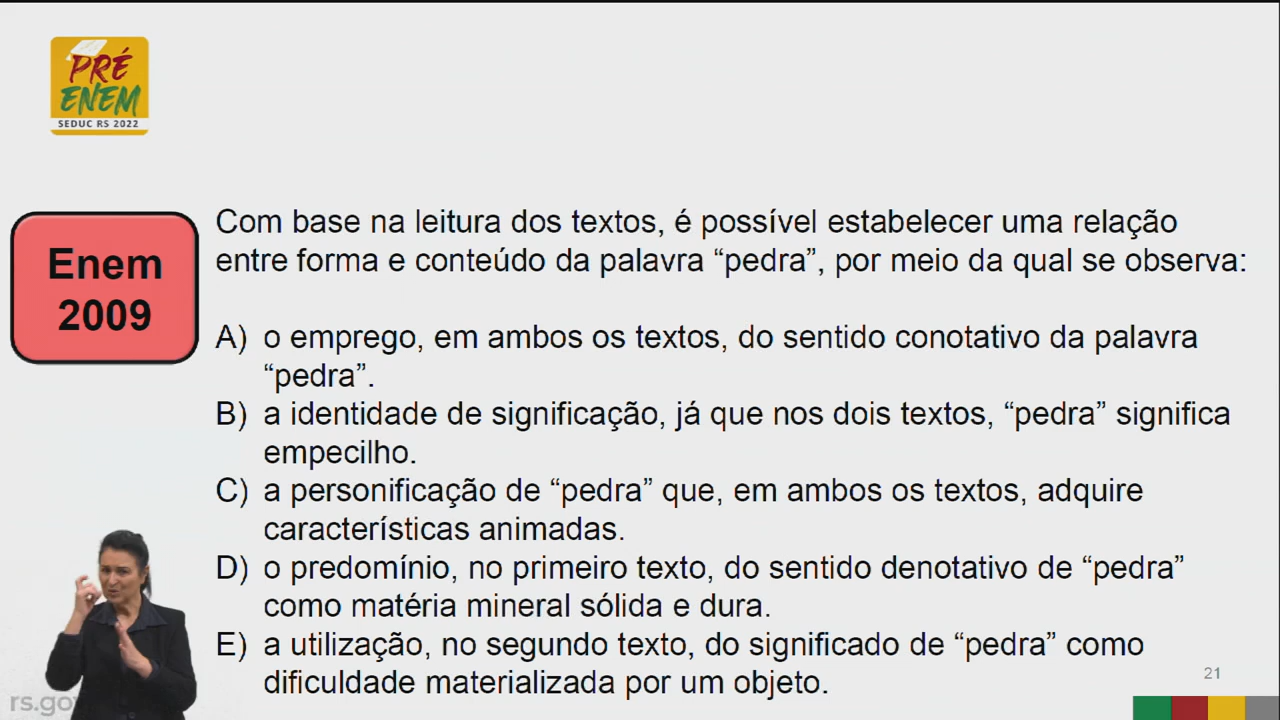 PRÉ
ENEM
SEDUC RS 2022
Com base na leitura dos textos, é possível estabelecer uma relação
entre forma e conteúdo da palavra “pedra”, por meio da qual se observa:
Enem
2009
A) o emprego, em ambos os textos, do sentido conotativo da palavra
“pedra”.
B) a identidade de significação, já que nos dois textos, “pedra” significa
empecilho.
C) a personificação de “pedra” que, em ambos os textos, adquire
características animadas.
D) o predomínio, no primeiro texto, do sentido denotativo de “pedra”
como matéria mineral sólida e dura.
E) a utilização, no segundo texto, do significado de “pedra” como
dificuldade materializada por um objeto.
21